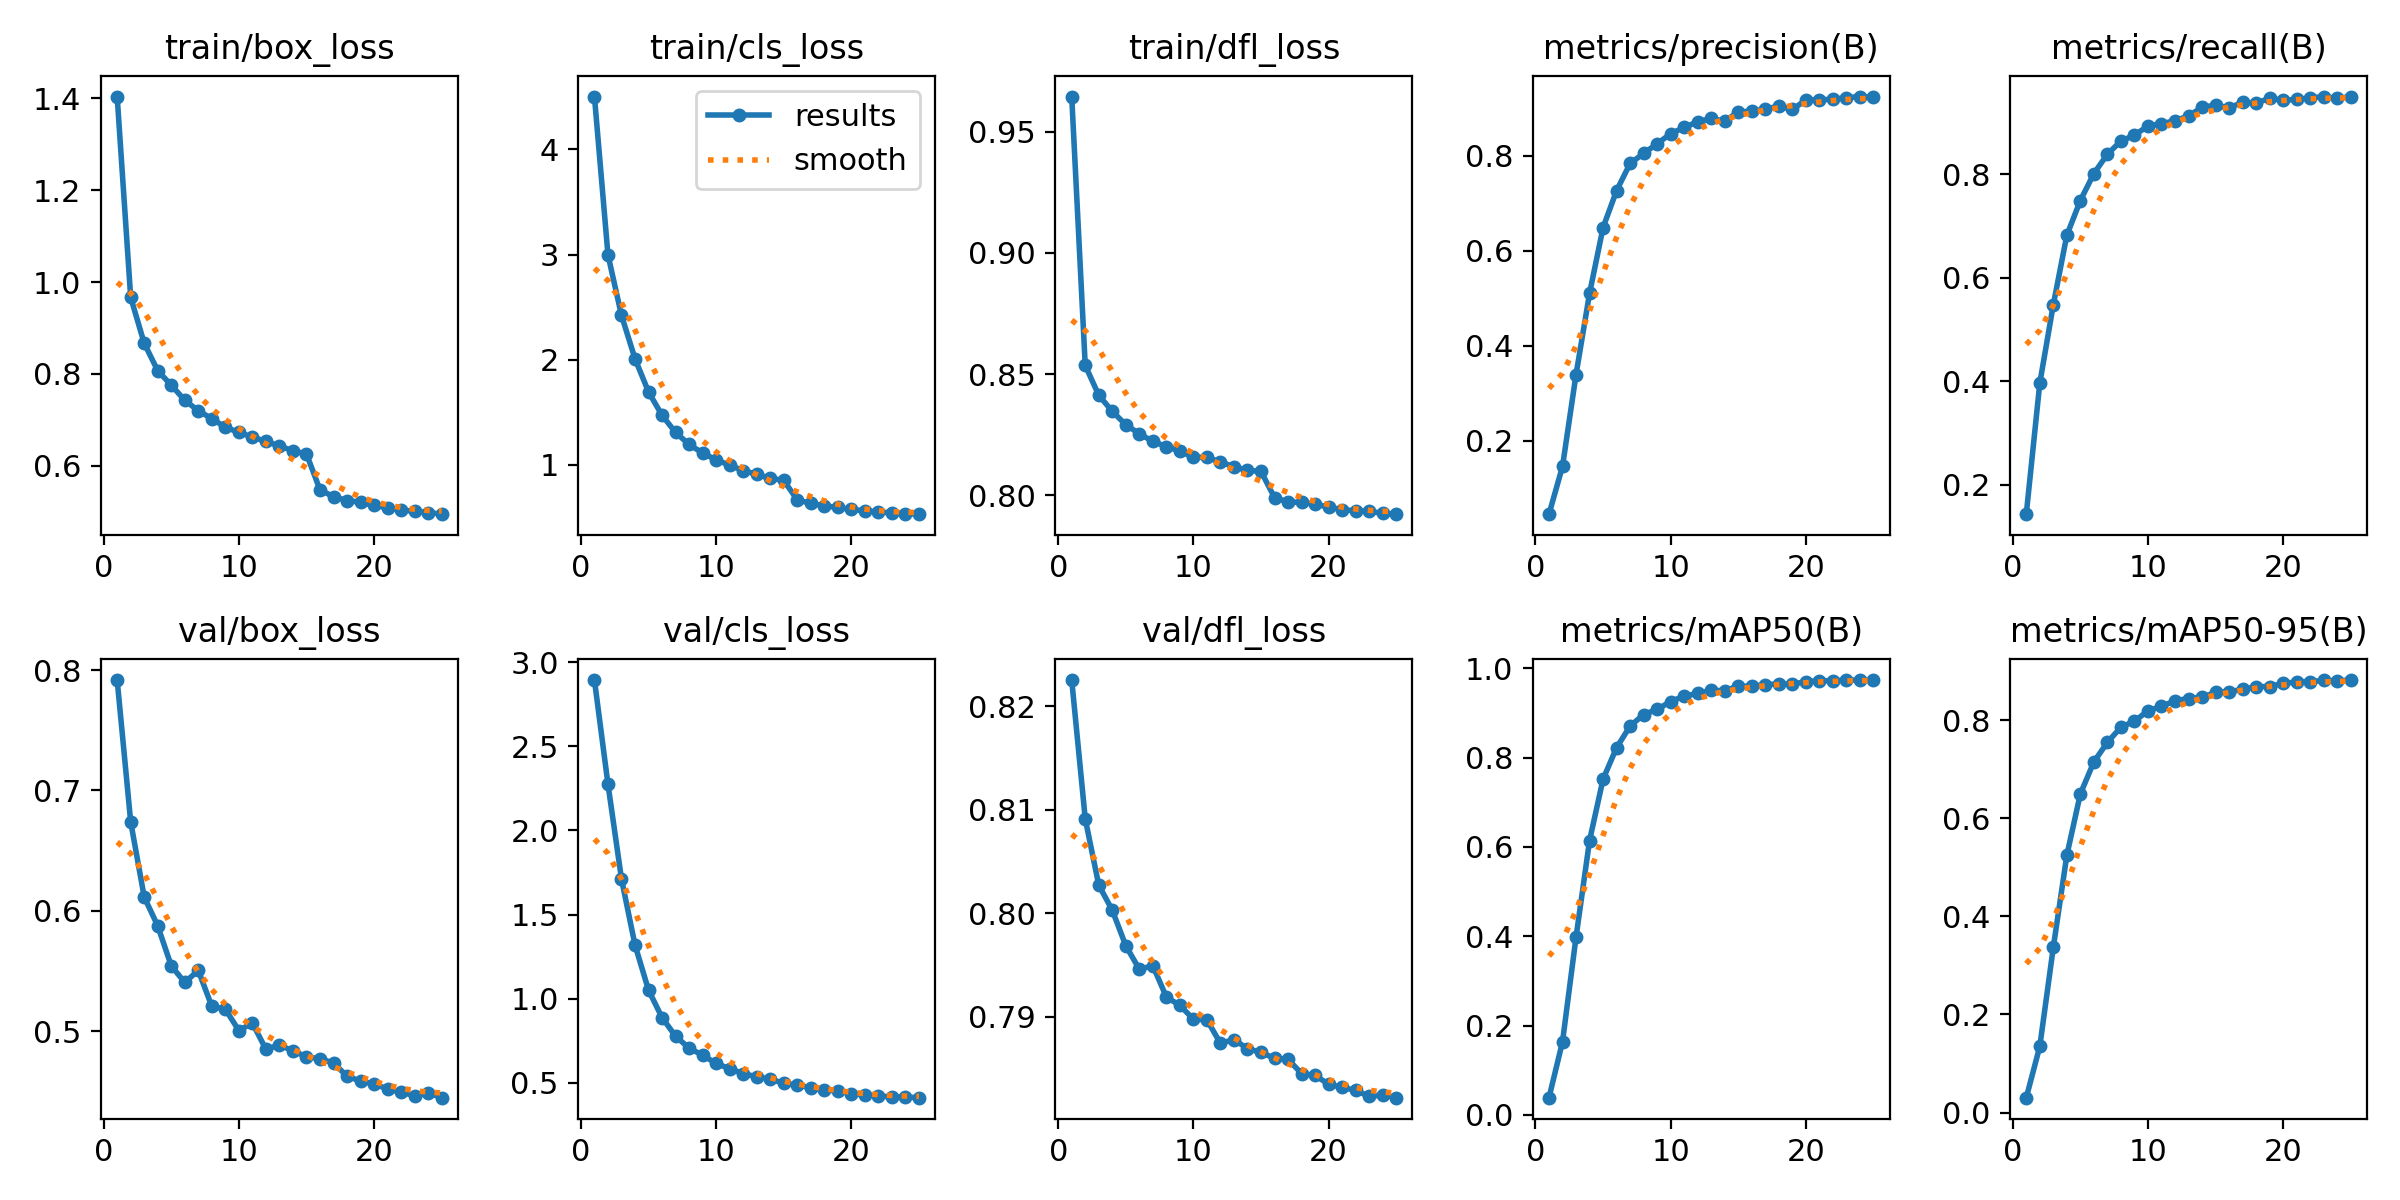 train/box_loss
1.4
1.2
1.0
0.8
0.6
0 10 20
train/cls_loss
results
smooth
4
3
2
1
0 10 20
train/dfl_loss
0.95
0.90
0.85
0.80
0 10 20
metrics/precision(B)
0.8
0.6
0.4
0.2
0 10 20
metrics/recall(B)
0.8
0.6
0.4
0.2
0 10 20
val/box_loss
0.8
0.7
0.6
0.5
0 10 20
val/cls_loss
3.0
2.5
2.0
1.5
1.0
0.5
0 10 20
val/dfl_loss
0.82
0.81
0.80
0.79
0 10 20
metrics/mAP50(B)
1.0
0.8
0.6
0.4
0.2
0.0
0 10 20
metrics/mAP50-95(B)
0.8
0.6
0.4
0.2
0.0
0 10 20